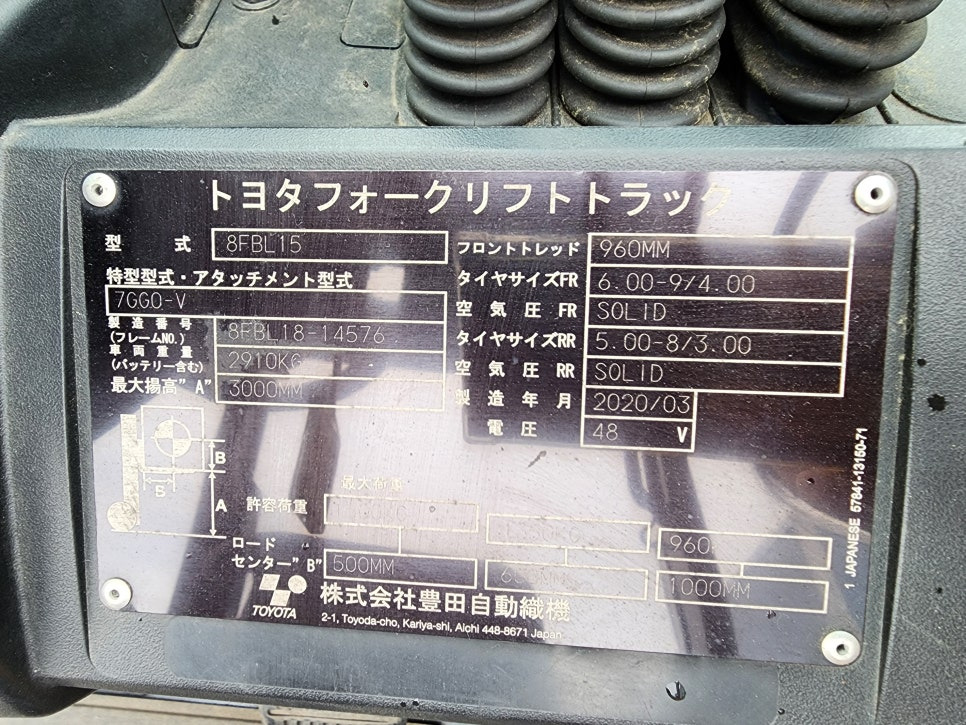 トヨタフォークリフトトラック
型式 8FBL15
特型型式・アタッチメント型式
7GG0-V
製造番号
(フレームNO.) 8FBL18-14576
車両重量
(バッテリー含む) 2910KG
最大揚高"A" 3000MM
フロントトレッド 960MM
タイヤサイズFR 6.00-9/4.00
空気圧FR SOLID
タイヤサイズRR 5.00-8/3.00
空気圧RR SOLID
製造年月 2020/03
電圧 48 V
B
B
A
最大荷重
許容荷重 960
ロード
センター"B" 500MM 1000MM
TOYOTA 株式会社豊田自動織機
2-1, Toyoda-cho, Kariya-shi, Aichi 448-8671 Japan
1 JAPANESE 57841-13150-71